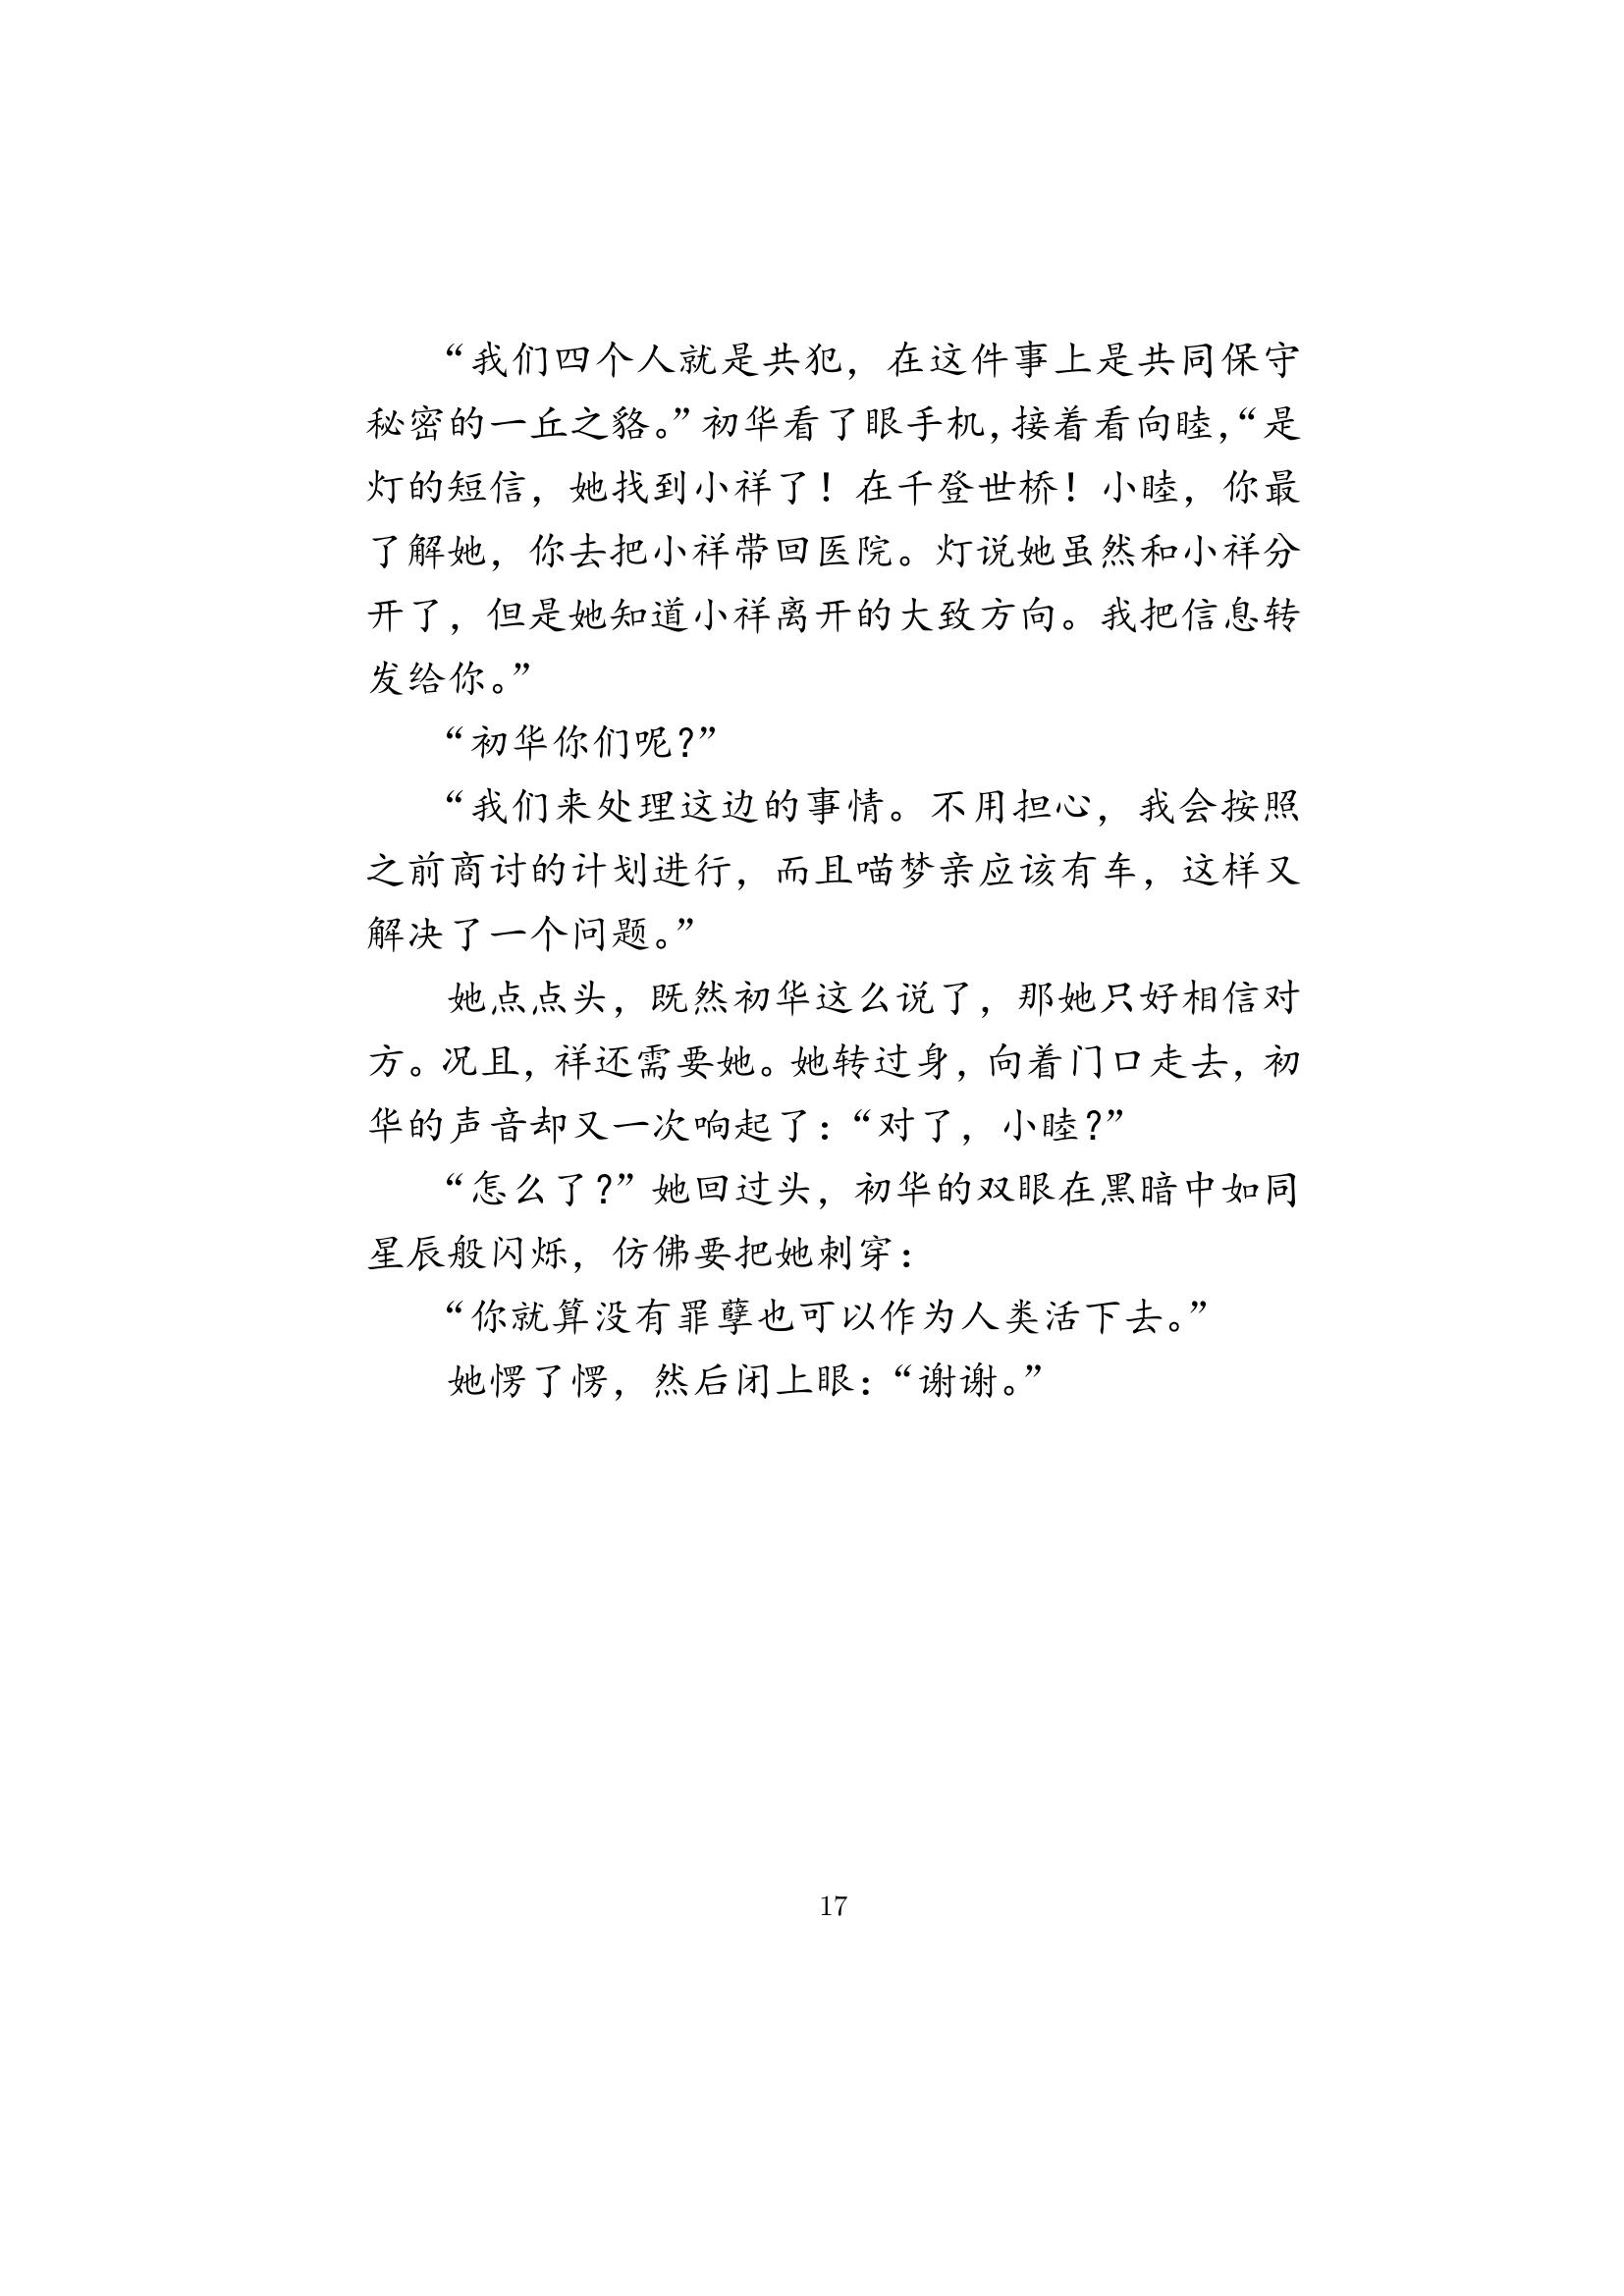 “我们四个人就是共犯，在这件事上是共同保守
秘密的一丘之貉。”初华看了眼手机，接着看向睦，“是
灯的短信，她找到小祥了！在千登世桥！小睦，你最
了解她，你去把小祥带回医院。灯说她虽然和小祥分
开了，但是她知道小祥离开的大致方向。我把信息转
发给你。”
“初华你们呢？”
“我们来处理这边的事情。不用担心，我会按照
之前商讨的计划进行，而且喵梦亲应该有车，这样又
解决了一个问题。”
她点点头，既然初华这么说了，那她只好相信对
方。况且，祥还需要她。她转过身，向着门口走去，初
华的声音却又一次响起了：“对了，小睦？”
“怎么了？”她回过头，初华的双眼在黑暗中如同
星辰般闪烁，仿佛要把她刺穿：
“你就算没有罪孽也可以作为人类活下去。”
她愣了愣，然后闭上眼：“谢谢。”
17